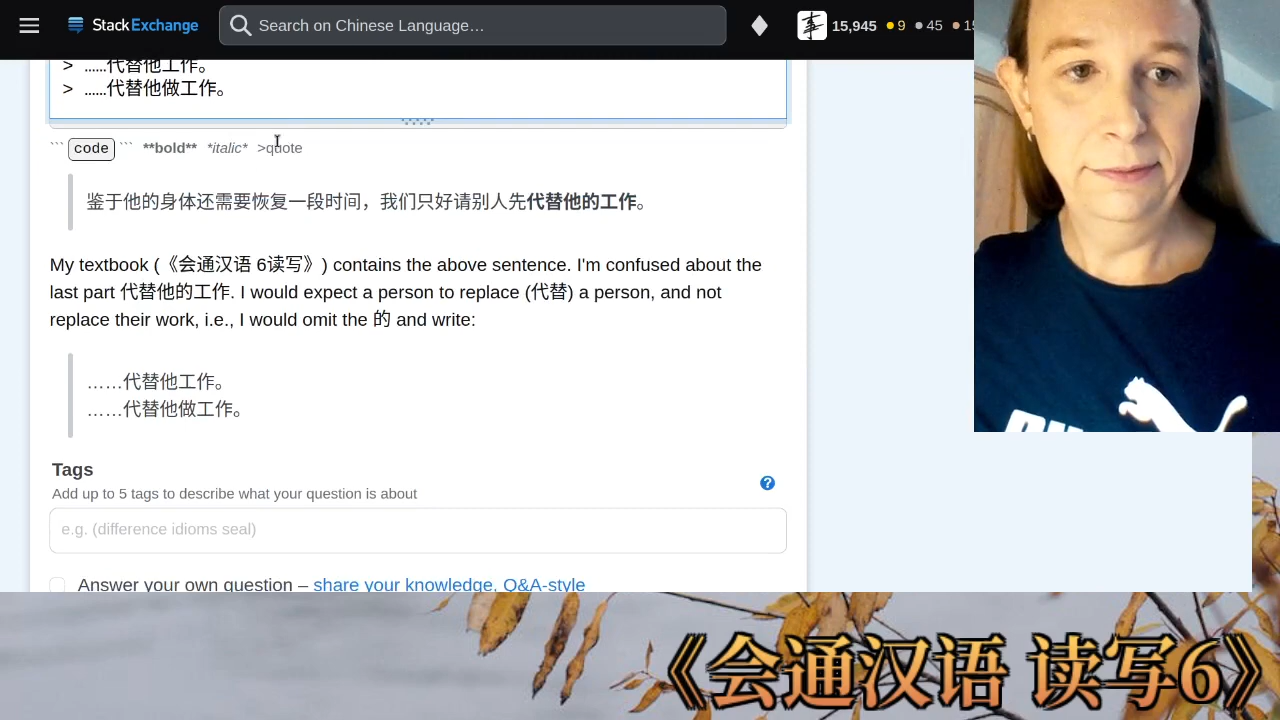 StackExchange Search on Chinese Language… 15,945 9 45
> ……代替他工作。
> ……代替他做工作。
``` code ``` **bold** *italic* >quote
鉴于他的身体还需要恢复一段时间，我们只好请别人先代替他的工作。
My textbook (《会通汉语 6读写》) contains the above sentence. I'm confused about the
last part 代替他的工作. I would expect a person to replace (代替) a person, and not
replace their work, i.e., I would omit the 的 and write:
……代替他工作。
……代替他做工作。
Tags
Add up to 5 tags to describe what your question is about
?
e.g. (difference idioms seal)
Answer your own question – share your knowledge, Q&A-style
《会通汉语 读写6》